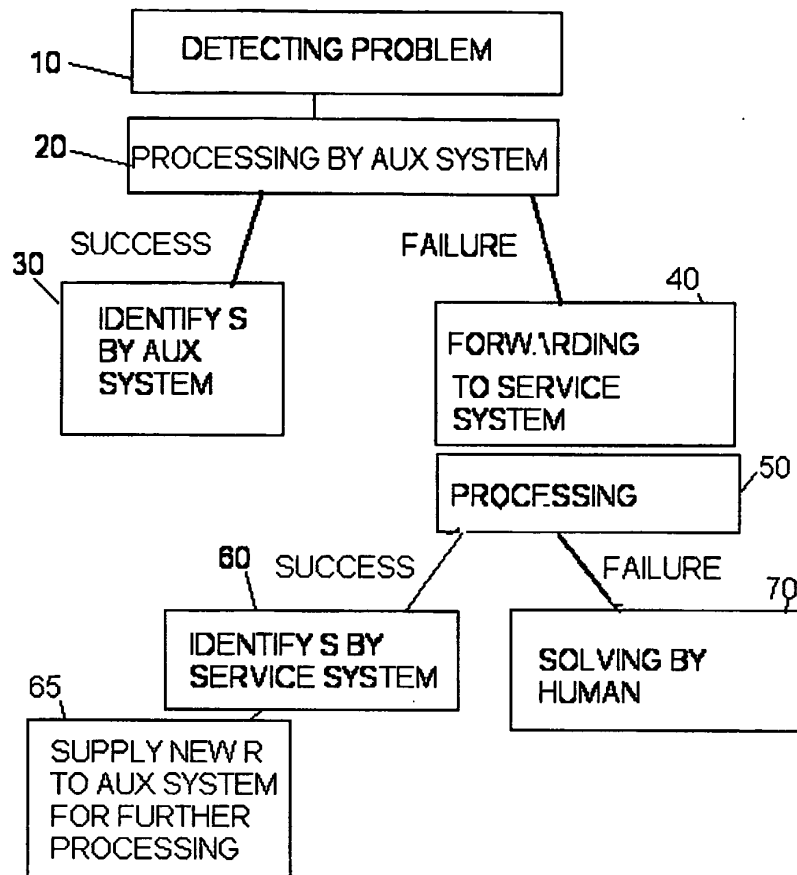 10
DETECTING PROBLEM
20
PROCESSING BY AUX SYSTEM
SUCCESS
FAILURE
30
IDENTIFY S
BY AUX
SYSTEM
40
FORWARDING
TO SERVICE
SYSTEM
50
PROCESSING
60
SUCCESS
FAILURE
70
IDENTIFY S BY
SERVICE SYSTEM
SOLVING BY
HUMAN
65
SUPPLY NEW R
TO AUX SYSTEM
FOR FURTHER
PROCESSING